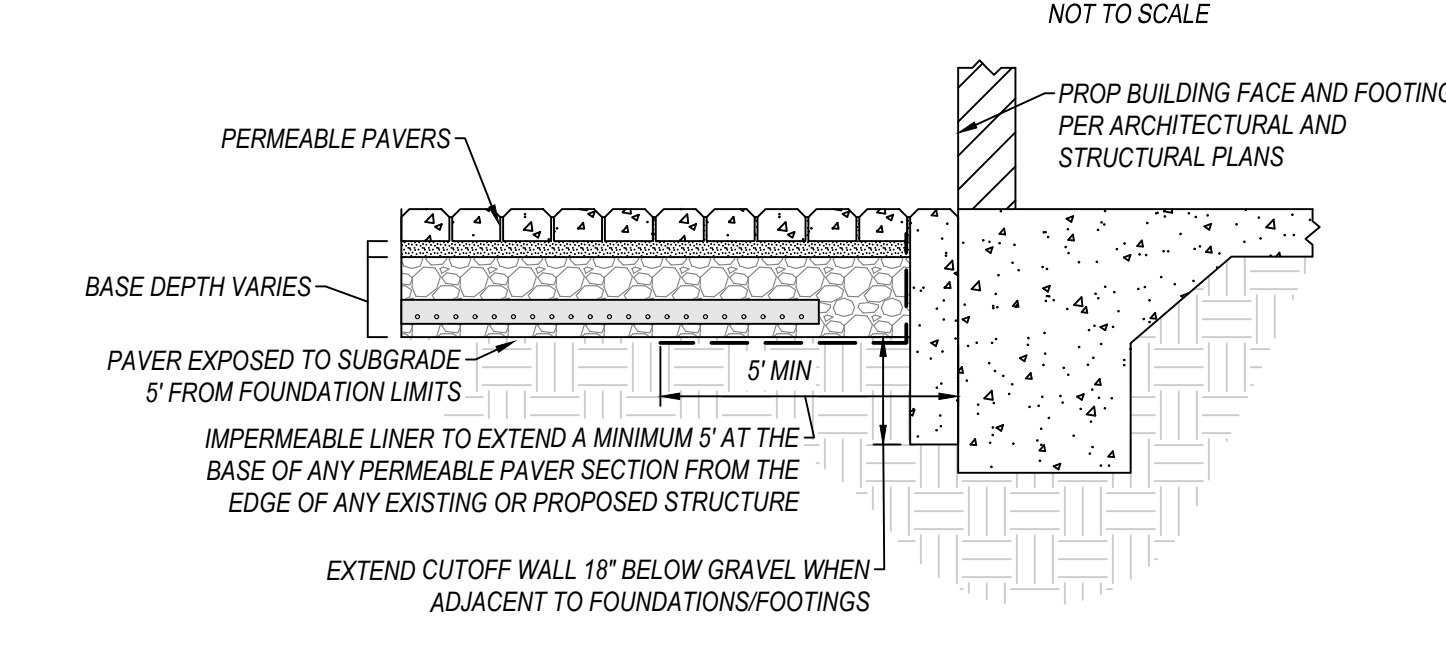 NOT TO SCALE
PROP BUILDING FACE AND FOOTING
PER ARCHITECTURAL AND
STRUCTURAL PLANS
PERMEABLE PAVERS
BASE DEPTH VARIES
PAVER EXPOSED TO SUBGRADE
5' FROM FOUNDATION LIMITS
5' MIN
IMPERMEABLE LINER TO EXTEND A MINIMUM 5' AT THE
BASE OF ANY PERMEABLE PAVER SECTION FROM THE
EDGE OF ANY EXISTING OR PROPOSED STRUCTURE
EXTEND CUTOFF WALL 18" BELOW GRAVEL WHEN
ADJACENT TO FOUNDATIONS/FOOTINGS